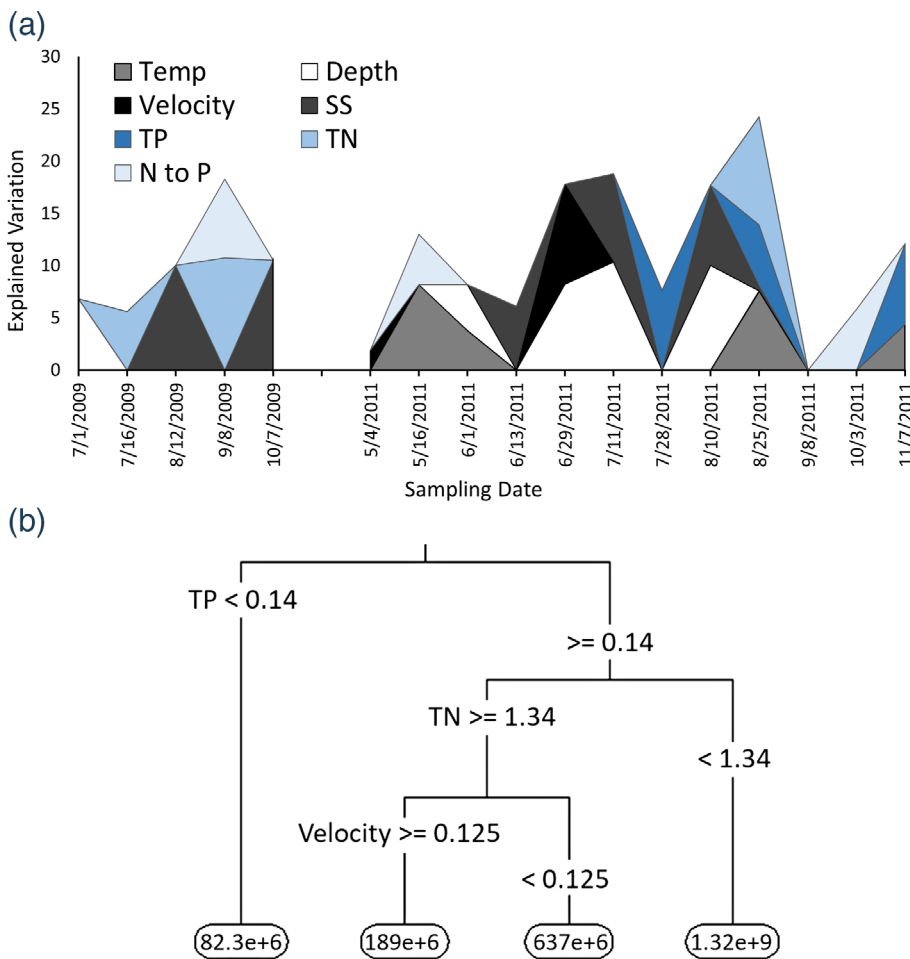 (a)
30
25
20
15
10
5
0
Explained Variation
Temp
Depth
Velocity
SS
TP
TN
N to P
7/1/2009
7/16/2009
8/12/2009
9/8/2009
10/7/2009
5/4/2011
5/16/2011
6/1/2011
6/13/2011
6/29/2011
7/11/2011
7/28/2011
8/10/2011
8/25/2011
9/8/20111
10/3/2011
11/7/2011
Sampling Date
(b)
TP < 0.14
>= 0.14
TN >= 1.34
< 1.34
Velocity >= 0.125
< 0.125
82.3e+6
189e+6
637e+6
1.32e+9